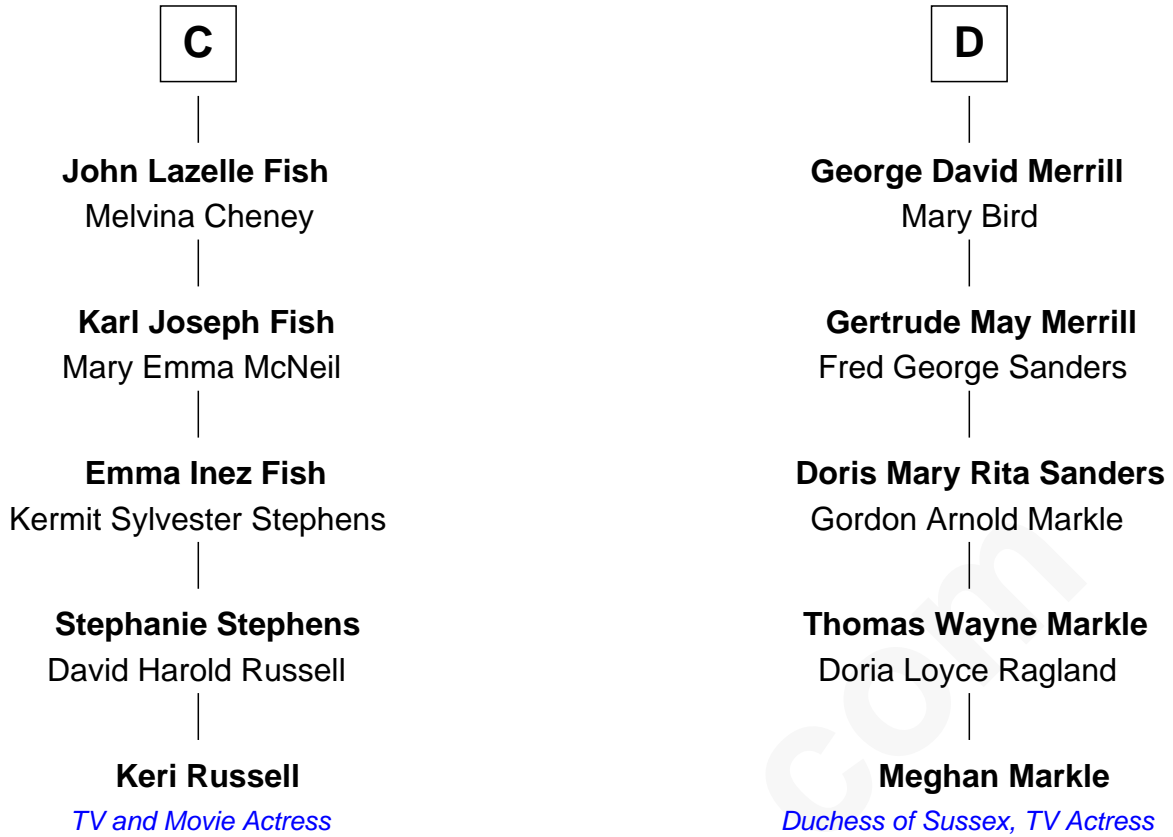 C
John Lazelle Fish
Melvina Cheney
Karl Joseph Fish
Mary Emma McNeil
Emma Inez Fish
Kermit Sylvester Stephens
Stephanie Stephens
David Harold Russell
Keri Russell
TV and Movie Actress
D
George David Merrill
Mary Bird
Gertrude May Merrill
Fred George Sanders
Doris Mary Rita Sanders
Gordon Arnold Markle
Thomas Wayne Markle
Doria Loyce Ragland
Meghan Markle
Duchess of Sussex, TV Actress
com